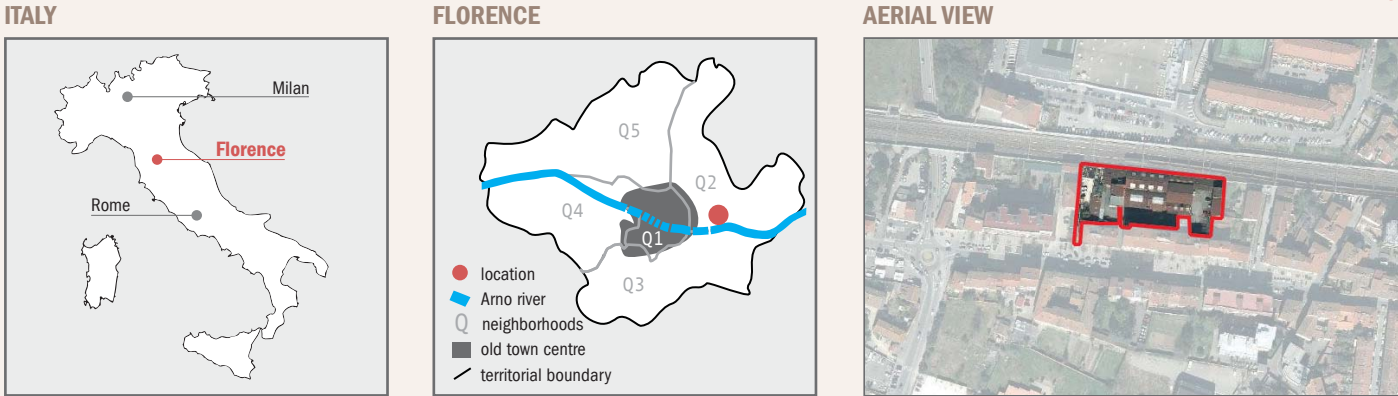 ITALY
Milan
Florence
Rome
FLORENCE
Q5
Q2
Q4
Q1
Q3
location
Arno river
Q neighborhoods
old town centre
territorial boundary
AERIAL VIEW